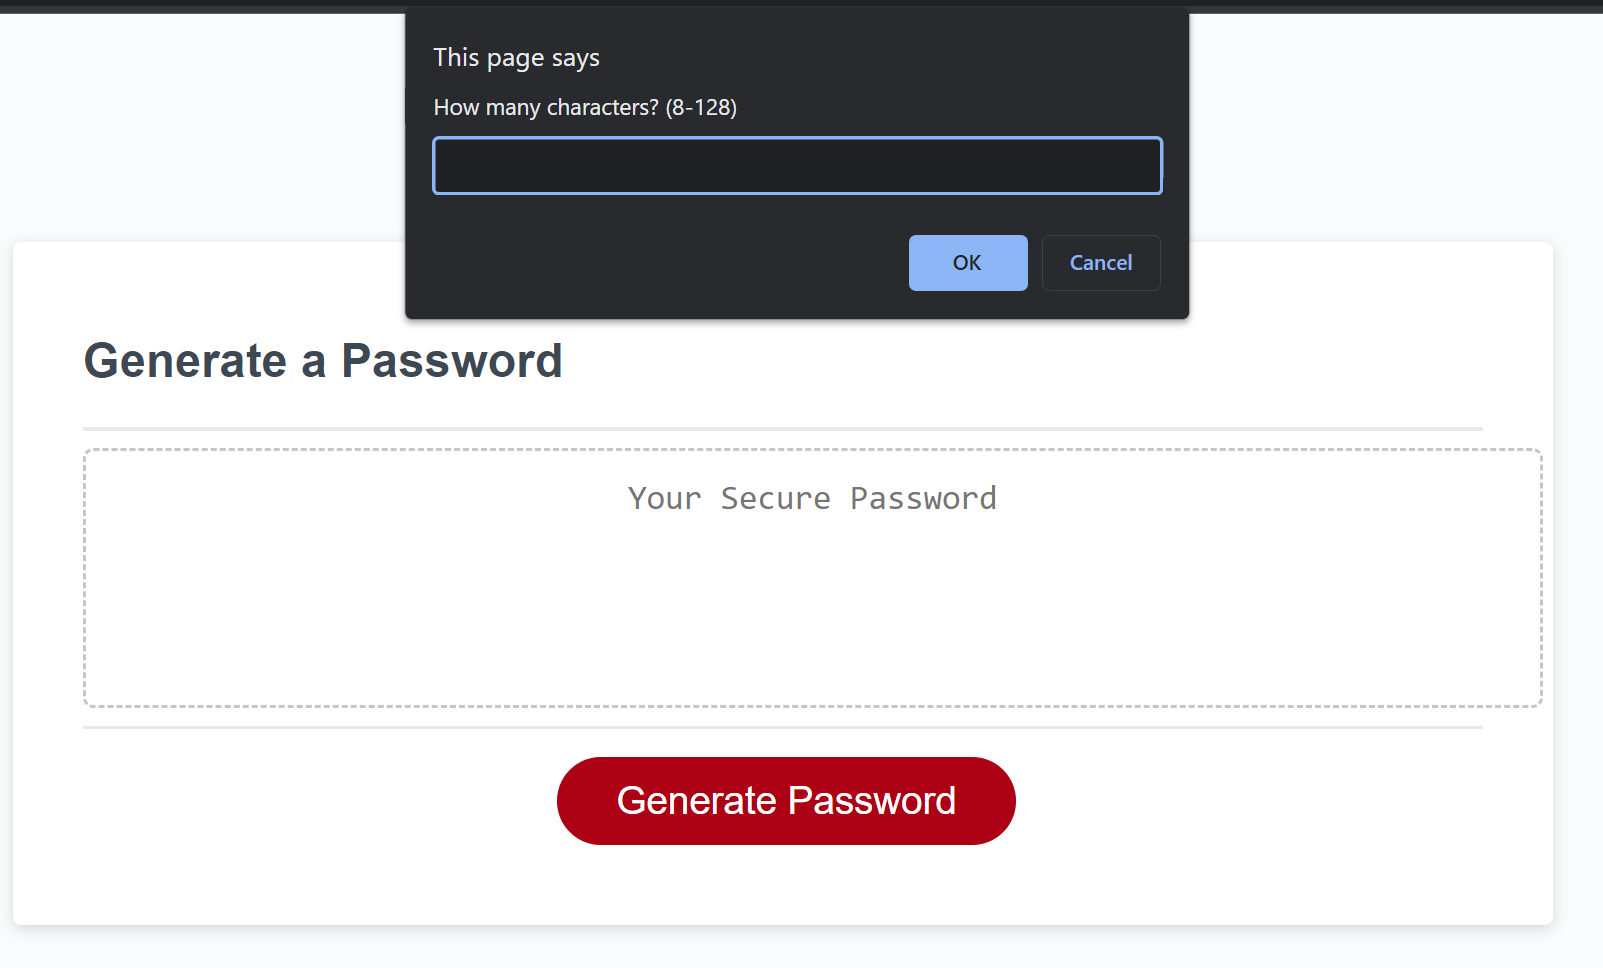 This page says
How many characters? (8-128)
OK
Cancel
Generate a Password
Your Secure Password
Generate Password